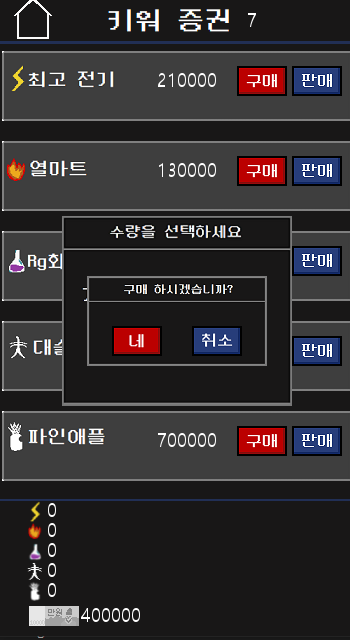 키워 증권 7
최고 전기 210000 구매 판매
열마트 130000 구매 판매
수량을 선택하세요
Rg화 판매
구매 하시겠습니까?
네 취소
대슬 판매
파인애플 700000 구매 판매
0
0
0
0
0
만원 400000